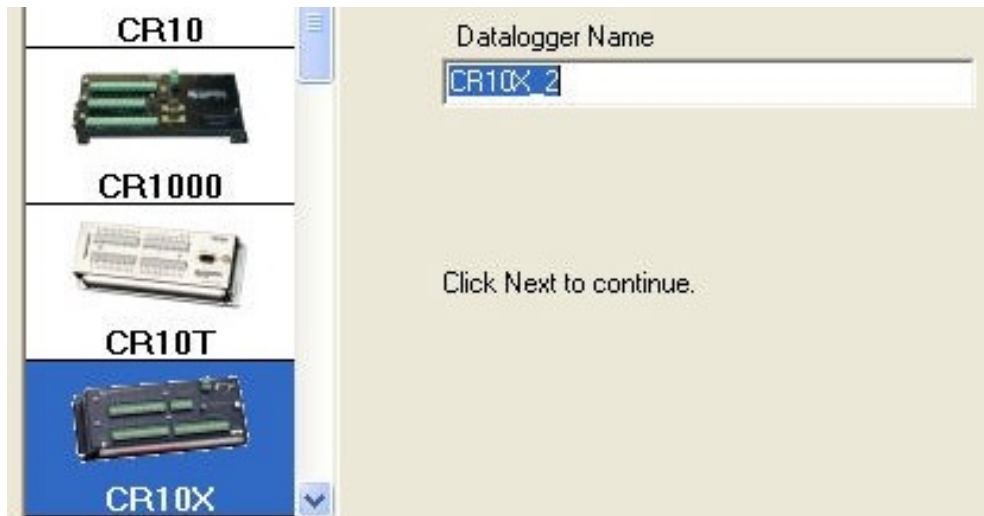 CR10
CR1000
CR10T
CR10X
Datalogger Name
CR10X_2
Click Next to continue.